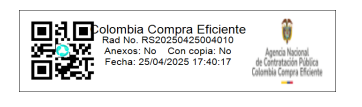 Colombia Compra Eficiente
Rad No. RS20250425004010
Anexos: No Con copia: No
Fecha: 25/04/2025 17:40:17
Agencia Nacional
de Contratación Pública
Colombia Compra Eficiente